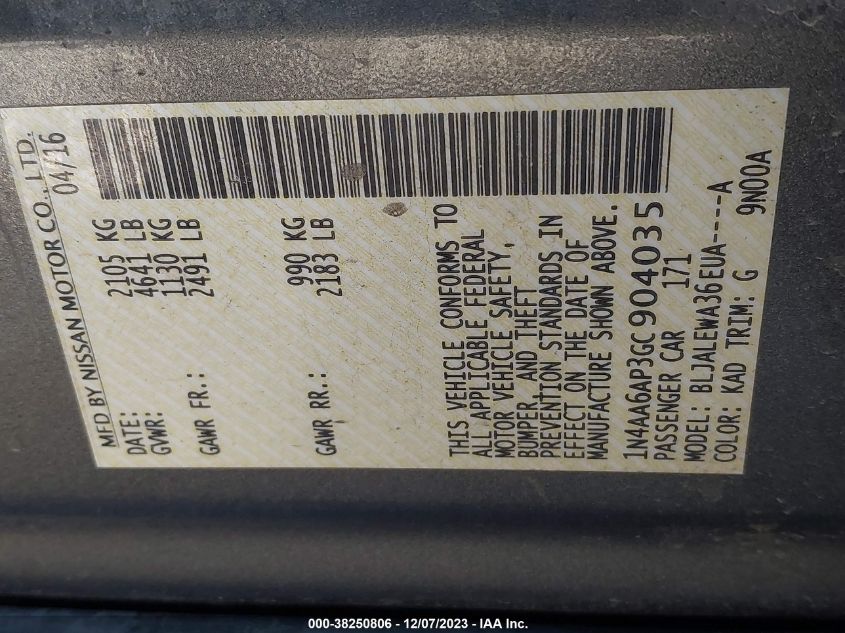 MFD BY NISSAN MOTOR CO., LTD.
DATE: 04/16
GVWR: 2105 KG
4641 LB
GAWR FR.: 1130 KG
2491 LB
GAWR RR.: 990 KG
2183 LB
THIS VEHICLE CONFORMS TO
ALL APPLICABLE FEDERAL
MOTOR VEHICLE SAFETY,
BUMPER, AND THEFT
PREVENTION STANDARDS IN
EFFECT ON THE DATE OF
MANUFACTURE SHOWN ABOVE.
1N4AA6AP3GC904035
PASSENGER CAR 171
MODEL: BLJALEWA36EUA----A
COLOR: KAD TRIM: G 9N00A
000-38250806 - 12/07/2023 - IAA Inc.